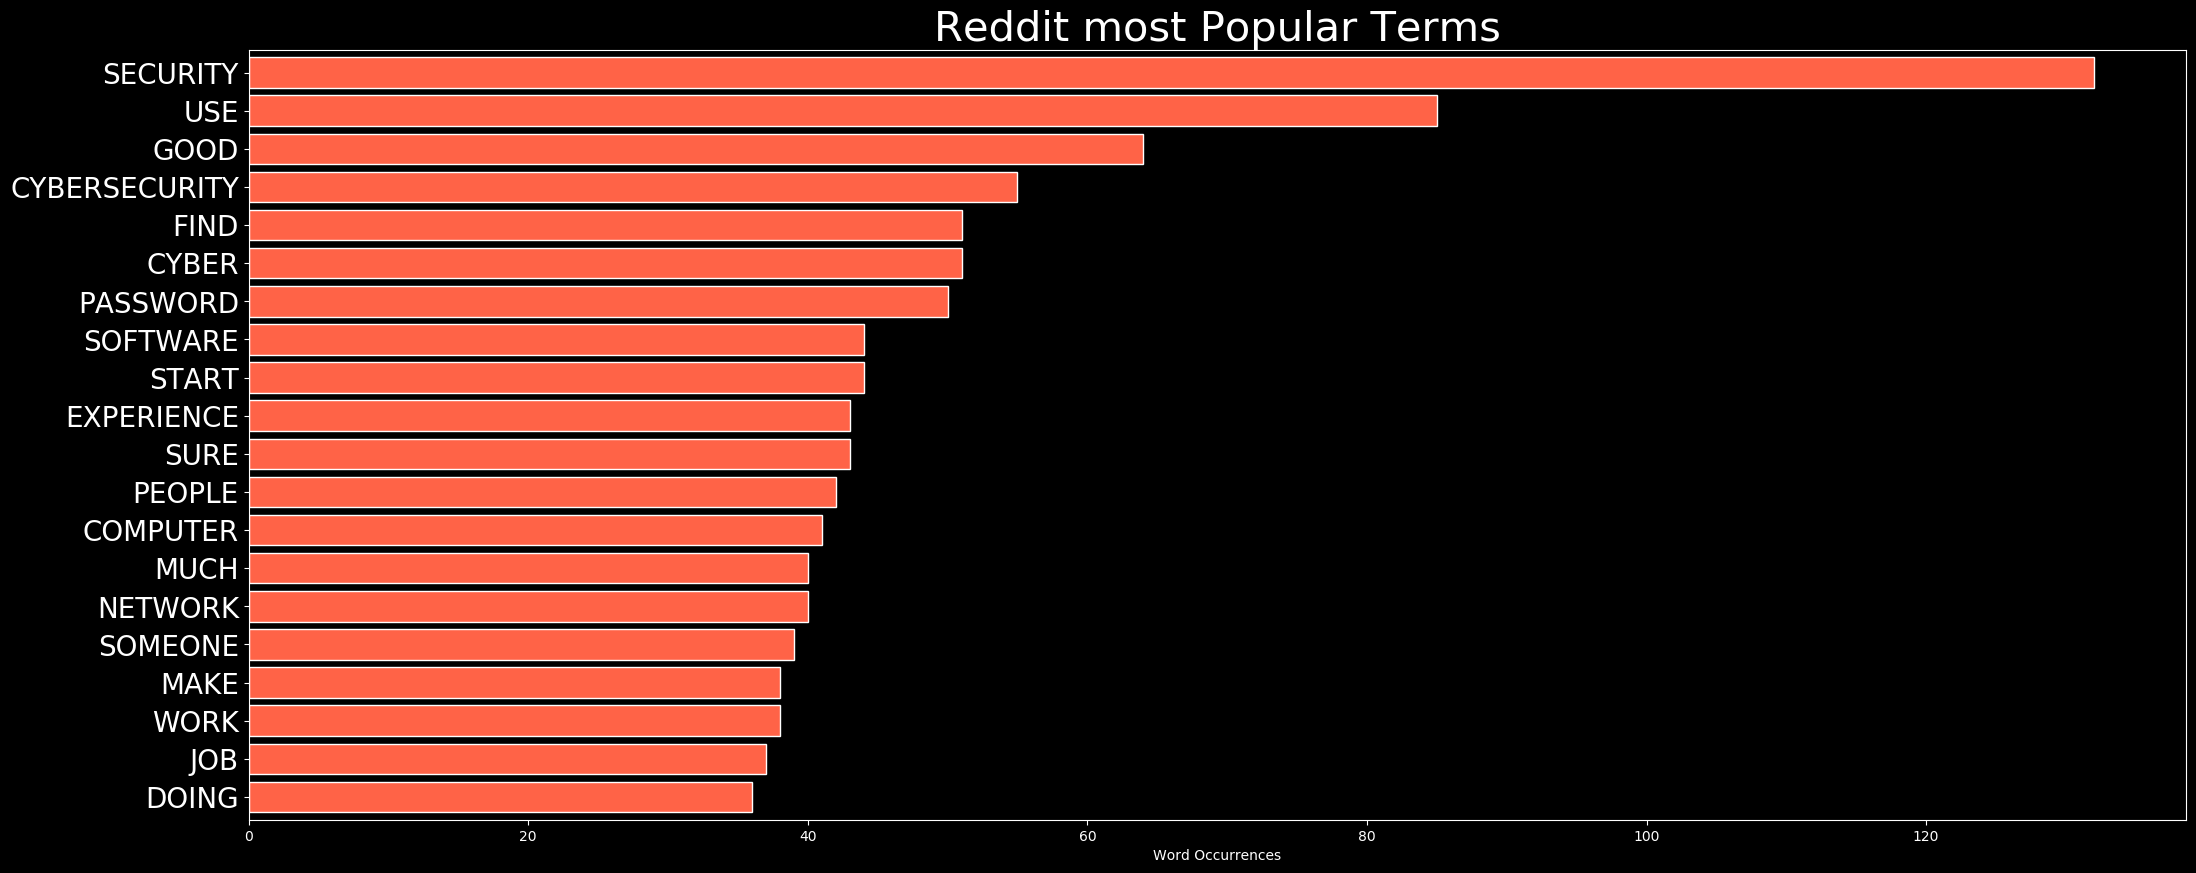 Reddit most Popular Terms
SECURITY
USE
GOOD
CYBERSECURITY
FIND
CYBER
PASSWORD
SOFTWARE
START
EXPERIENCE
SURE
PEOPLE
COMPUTER
MUCH
NETWORK
SOMEONE
MAKE
WORK
JOB
DOING
0 20 40 60 80 100 120
Word Occurrences